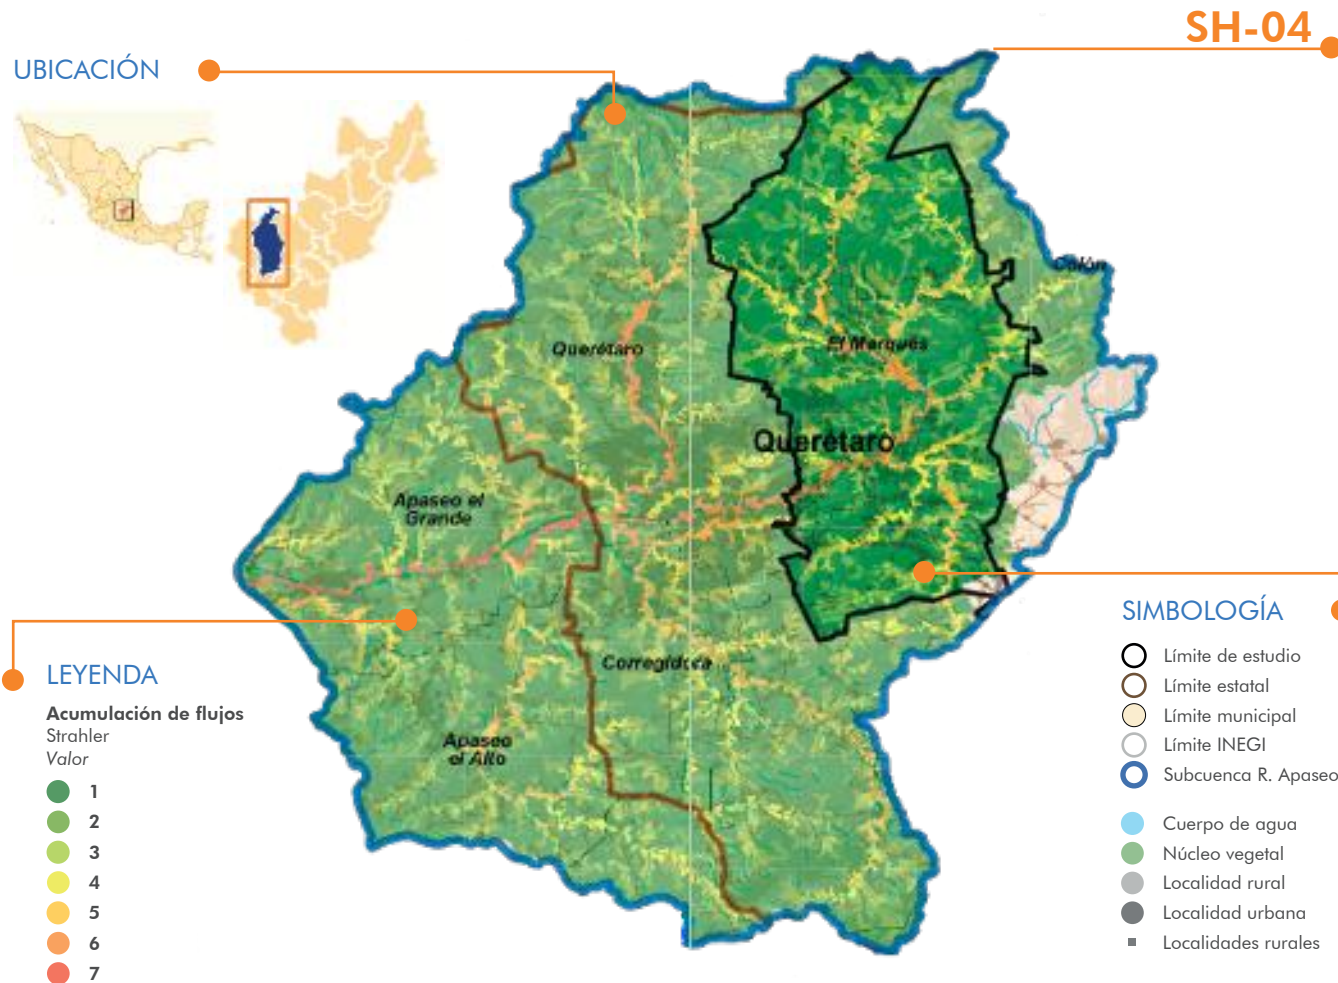 SH-04
UBICACIÓN
Colón
Querétaro
El Marqués
Querétaro
Apaseo el
Grande
Corregidora
Apaseo
el Alto
LEYENDA
Acumulación de flujos
Strahler
Valor
1
2
3
4
5
6
7
SIMBOLOGÍA
Límite de estudio
Límite estatal
Límite municipal
Límite INEGI
Subcuenca R. Apaseo
Cuerpo de agua
Núcleo vegetal
Localidad rural
Localidad urbana
Localidades rurales